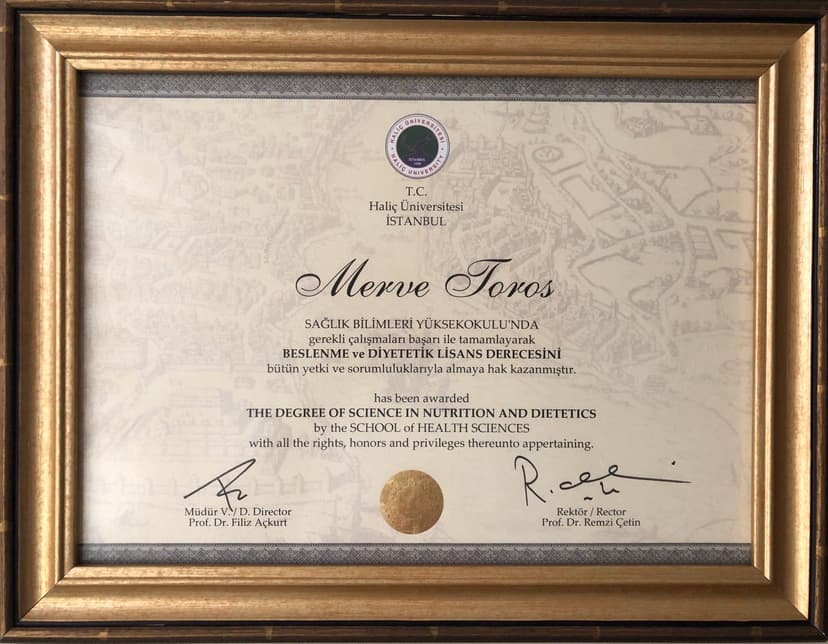 HALİÇ ÜNİVERSİTESİ
HALIC UNIVERSITY
İSTANBUL
T.C.
Haliç Üniversitesi
İSTANBUL
Merve Toros
SAĞLIK BİLİMLERİ YÜKSEKOKULU'NDA
gerekli çalışmaları başarı ile tamamlayarak
BESLENME ve DİYETETİK LİSANS DERECESİNİ
bütün yetki ve sorumluluklarıyla almaya hak kazanmıştır.
has been awarded
THE DEGREE OF SCIENCE IN NUTRITION AND DIETETICS
by the SCHOOL of HEALTH SCIENCES
with all the rights, honors and privileges thereunto appertaining.
Müdür V. / D. Director
Prof. Dr. Filiz Açkurt
Rektör / Rector
Prof. Dr. Remzi Çetin